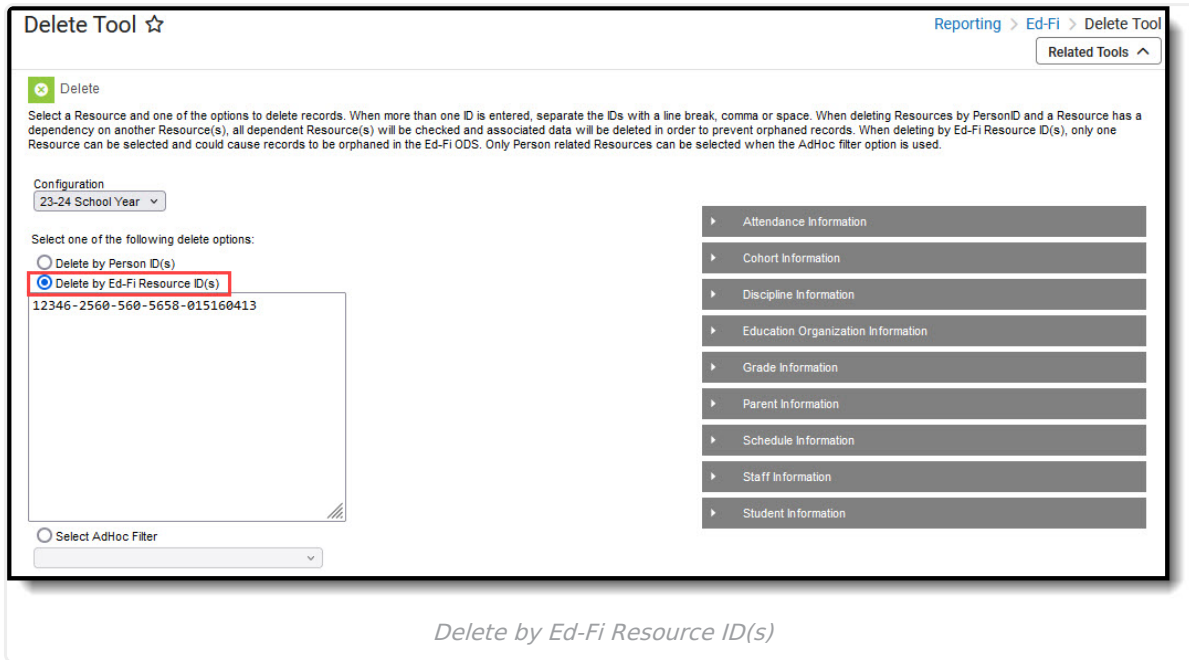 Delete Tool ☆
Reporting > Ed-Fi > Delete Tool
Related Tools
Delete
Select a Resource and one of the options to delete records. When more than one ID is entered, separate the IDs with a line break, comma or space. When deleting Resources by PersonID and a Resource has a
dependency on another Resource(s), all dependent Resource(s) will be checked and associated data will be deleted in order to prevent orphaned records. When deleting by Ed-Fi Resource ID(s), only one
Resource can be selected and could cause records to be orphaned in the Ed-Fi ODS. Only Person related Resources can be selected when the AdHoc filter option is used.
Configuration
23-24 School Year
Select one of the following delete options:
Delete by Person ID(s)
Delete by Ed-Fi Resource ID(s)
12346-2560-560-5658-015160413
Select AdHoc Filter
Attendance Information
Cohort Information
Discipline Information
Education Organization Information
Grade Information
Parent Information
Schedule Information
Staff Information
Student Information
Delete by Ed-Fi Resource ID(s)